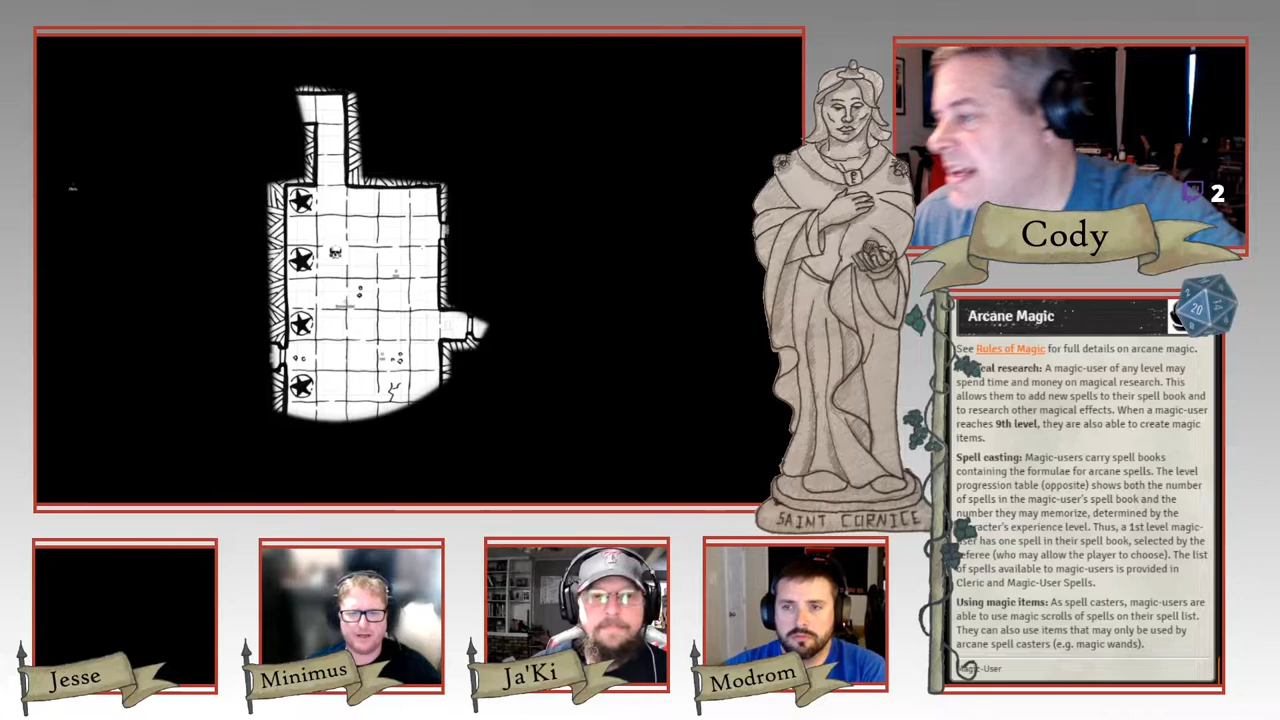 2
Cody
20
14
SAINT CORNICE
Arcane Magic
See Rules of Magic for full details on arcane magic.
cal research: A magic-user of any level may
spend time and money on magical research. This
allows them to add new spells to their spell book and
to research other magical effects. When a magic-user
reaches 9th level, they are also able to create magic
items.
Spell casting: Magic-users carry spell books
containing the formulae for arcane spells. The level
progression table (opposite) shows both the number
of spells in the magic-user's spell book and the
number they may memorize, determined by the
aracter's experience level. Thus, a 1st level magic-
user has one spell in their spell book, selected by the
referee (who may allow the player to choose). The list
of spells available to magic-users is provided in
Cleric and Magic-User Spells.
Using magic items: As spell casters, magic-users are
able to use magic scrolls of spells on their spell list.
They can also use items that may only be used by
arcane spell casters (e.g. magic wands).
Magic-User
Jesse
Minimus
Ja'Ki
Modrom